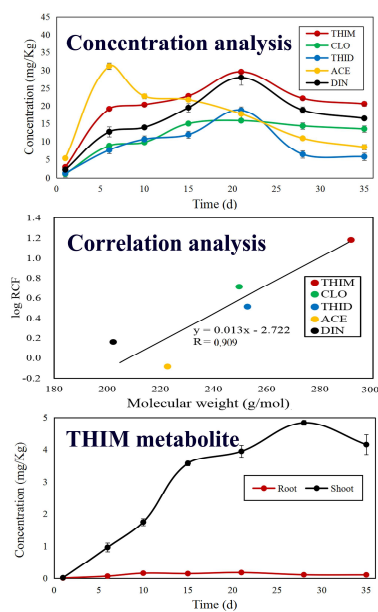 Concentration analysis
45
40
35
30
25
20
15
10
5
0
Concentration (mg/Kg)
THIM
CLO
THID
ACE
DIN
0 5 10 15 20 25 30 35
Time (d)
Correlation analysis
1.4
1.2
1.0
0.8
0.6
0.4
0.2
0.0
-0.2
log RCF
THIM
CLO
THID
ACE
DIN
y = 0.013x - 2.722
R = 0.909
180 200 220 240 260 280 300
Molecular weight (g/mol)
THIM metabolite
5
4
3
2
1
0
Concentration (mg/Kg)
Root Shoot
0 5 10 15 20 25 30 35
Time (d)